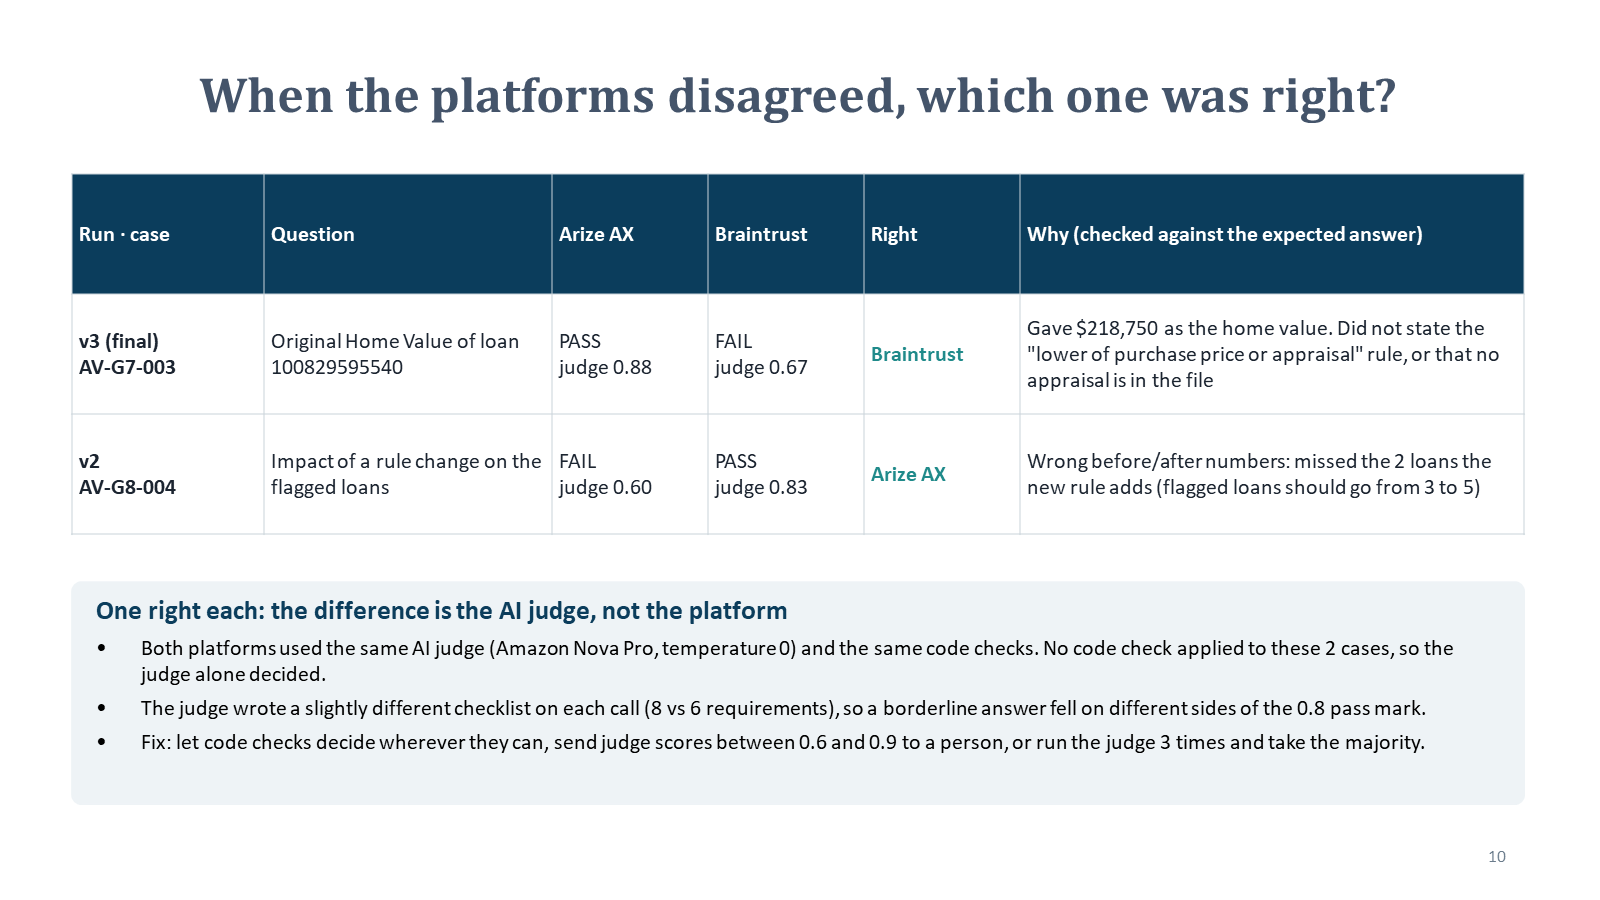 When the platforms disagreed, which one was right?
Run · case
Question
Arize AX
Braintrust
Right
Why (checked against the expected answer)
v3 (final)
AV-G7-003
Original Home Value of loan
100829595540
PASS
judge 0.88
FAIL
judge 0.67
Braintrust
Gave $218,750 as the home value. Did not state the
"lower of purchase price or appraisal" rule, or that no
appraisal is in the file
v2
AV-G8-004
Impact of a rule change on the
flagged loans
FAIL
judge 0.60
PASS
judge 0.83
Arize AX
Wrong before/after numbers: missed the 2 loans the
new rule adds (flagged loans should go from 3 to 5)
One right each: the difference is the AI judge, not the platform
• Both platforms used the same AI judge (Amazon Nova Pro, temperature 0) and the same code checks. No code check applied to these 2 cases, so the
judge alone decided.
• The judge wrote a slightly different checklist on each call (8 vs 6 requirements), so a borderline answer fell on different sides of the 0.8 pass mark.
• Fix: let code checks decide wherever they can, send judge scores between 0.6 and 0.9 to a person, or run the judge 3 times and take the majority.
10